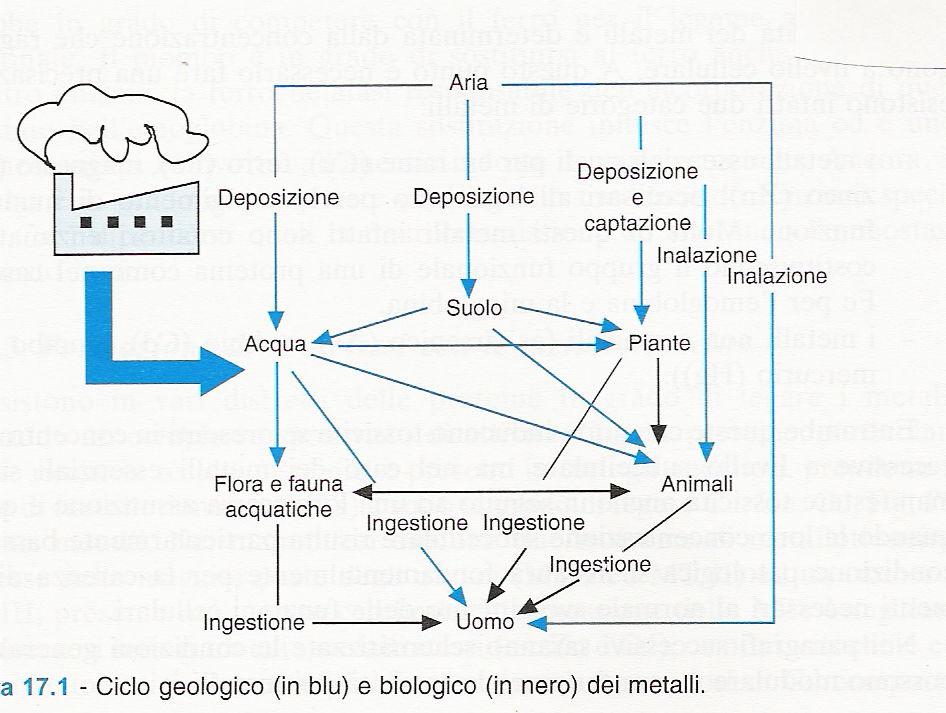 Aria
Deposizione
Deposizione
Deposizione
e
captazione
Inalazione
Inalazione
Suolo
Acqua
Piante
Flora e fauna
acquatiche
Animali
Ingestione
Ingestione
Ingestione
Ingestione
Uomo
a 17.1 - Ciclo geologico (in blu) e biologico (in nero) dei metalli.